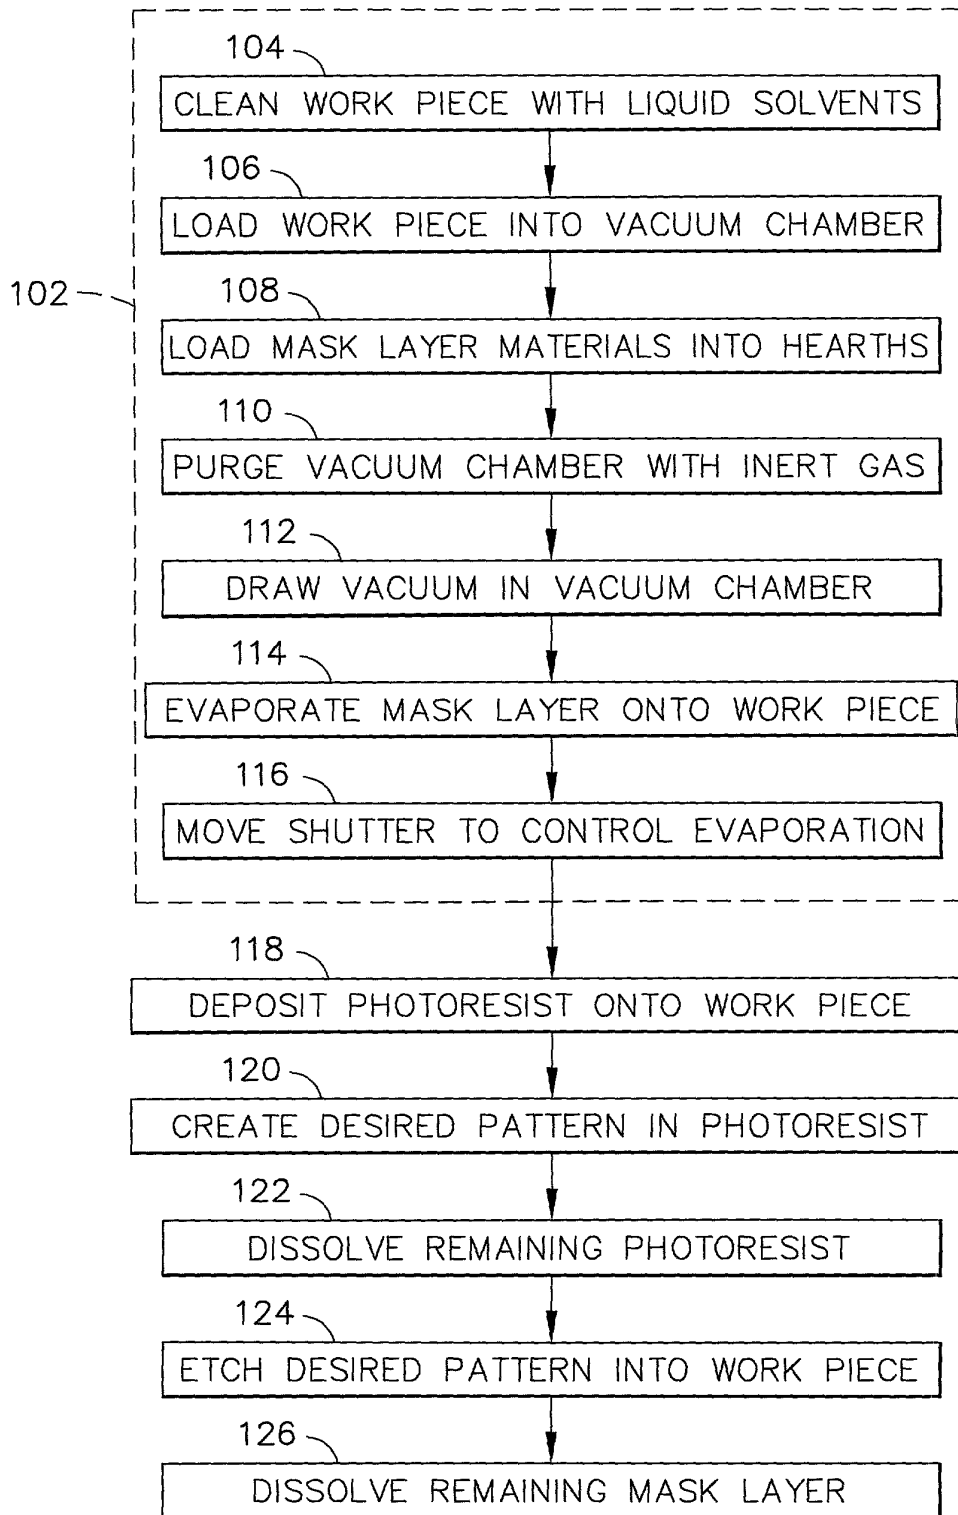 104
CLEAN WORK PIECE WITH LIQUID SOLVENTS
106
LOAD WORK PIECE INTO VACUUM CHAMBER
102
108
LOAD MASK LAYER MATERIALS INTO HEARTHS
110
PURGE VACUUM CHAMBER WITH INERT GAS
112
DRAW VACUUM IN VACUUM CHAMBER
114
EVAPORATE MASK LAYER ONTO WORK PIECE
116
MOVE SHUTTER TO CONTROL EVAPORATION
118
DEPOSIT PHOTORESIST ONTO WORK PIECE
120
CREATE DESIRED PATTERN IN PHOTORESIST
122
DISSOLVE REMAINING PHOTORESIST
124
ETCH DESIRED PATTERN INTO WORK PIECE
126
DISSOLVE REMAINING MASK LAYER